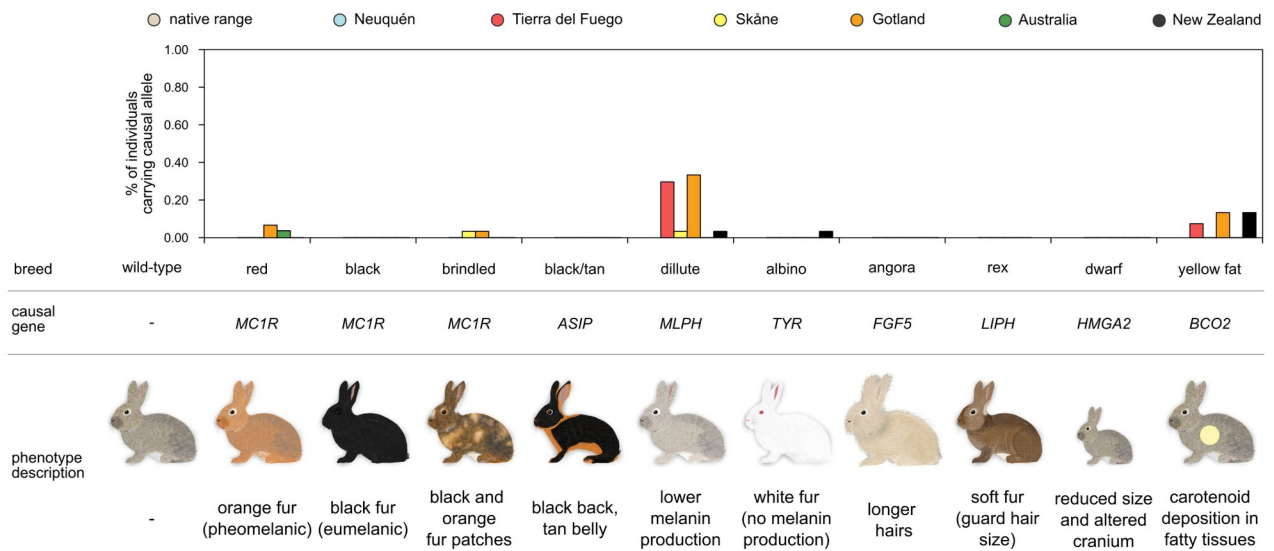 native range Neuquén Tierra del Fuego Skåne Gotland Australia New Zealand
% of individuals
carrying causal allele
1.00
0.80
0.60
0.40
0.20
0.00
breed wild-type red black brindled black/tan dillute albino angora rex dwarf yellow fat
causal
gene
- MC1R MC1R MC1R ASIP MLPH TYR FGF5 LIPH HMGA2 BCO2
phenotype
description
-
orange fur
(pheomelanic)
black fur
(eumelanic)
black and
orange
fur patches
black back,
tan belly
lower
melanin
production
white fur
(no melanin
production)
longer
hairs
soft fur
(guard hair
size)
reduced size
and altered
cranium
carotenoid
deposition in
fatty tissues